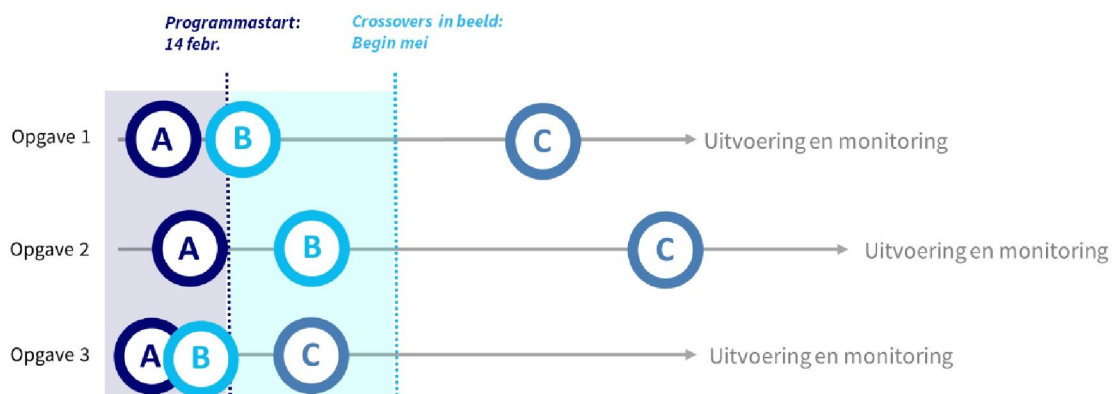 Programmastart:
14 febr.
Crossovers in beeld:
Begin mei
Opgave 1
A
B
C
Uitvoering en monitoring
Opgave 2
A
B
C
Uitvoering en monitoring
Opgave 3
A
B
C
Uitvoering en monitoring